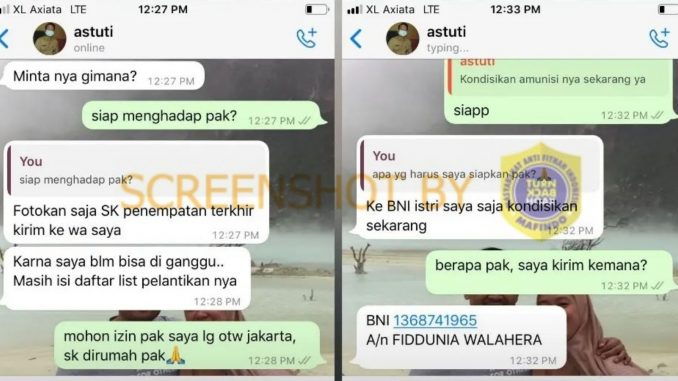 XL Axiata LTE 12:27 PM
astuti
online
Minta nya gimana? 12:27 PM
siap menghadap pak? 12:27 PM
You
siap menghadap pak?
Fotokan saja SK penempatan terkhir
kirim ke wa saya
12:27 PM
Karna saya blm bisa di ganggu..
Masih isi daftar list pelantikan nya
12:28 PM
mohon izin pak saya lg otw jakarta,
sk dirumah pak🙏 12:28 PM
XL Axiata LTE 12:33 PM
astuti
typing...
astuti
Kondisikan amunisi nya sekarang ya
siapp
12:32 PM
You
apa yg harus saya siapkan pak?
Ke BNI istri saya saja kondisikan
sekarang
12:32 PM
berapa pak, saya kirim kemana?
12:32 PM
BNI 1368741965
A/n FIDDUNIA WALAHERA
12:32 PM
SCREENSHOT BY
TURN BACK HOAX
MASYARAKAT ANTI FITNAH INDONESIA
MAFINDO